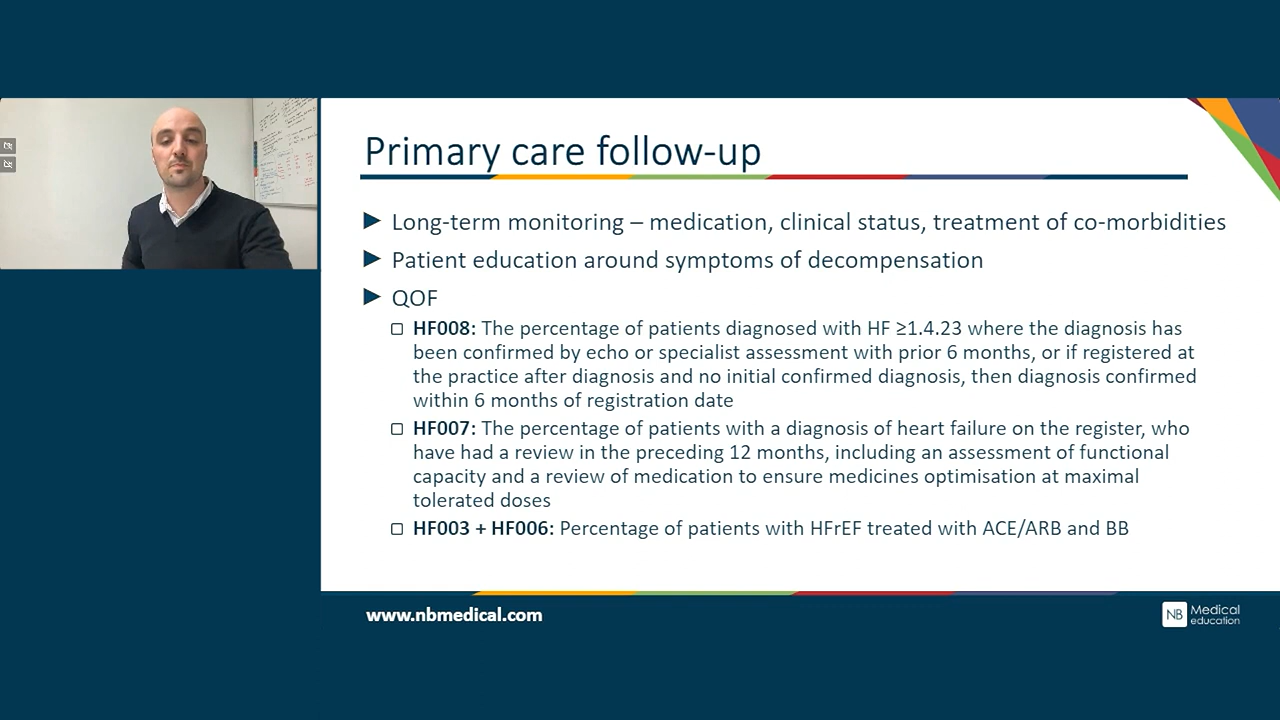 Primary care follow-up
Long-term monitoring – medication, clinical status, treatment of co-morbidities
Patient education around symptoms of decompensation
QOF
HF008: The percentage of patients diagnosed with HF ≥1.4.23 where the diagnosis has
been confirmed by echo or specialist assessment with prior 6 months, or if registered at
the practice after diagnosis and no initial confirmed diagnosis, then diagnosis confirmed
within 6 months of registration date
HF007: The percentage of patients with a diagnosis of heart failure on the register, who
have had a review in the preceding 12 months, including an assessment of functional
capacity and a review of medication to ensure medicines optimisation at maximal
tolerated doses
HF003 + HF006: Percentage of patients with HFrEF treated with ACE/ARB and BB
www.nbmedical.com
NB Medical
education